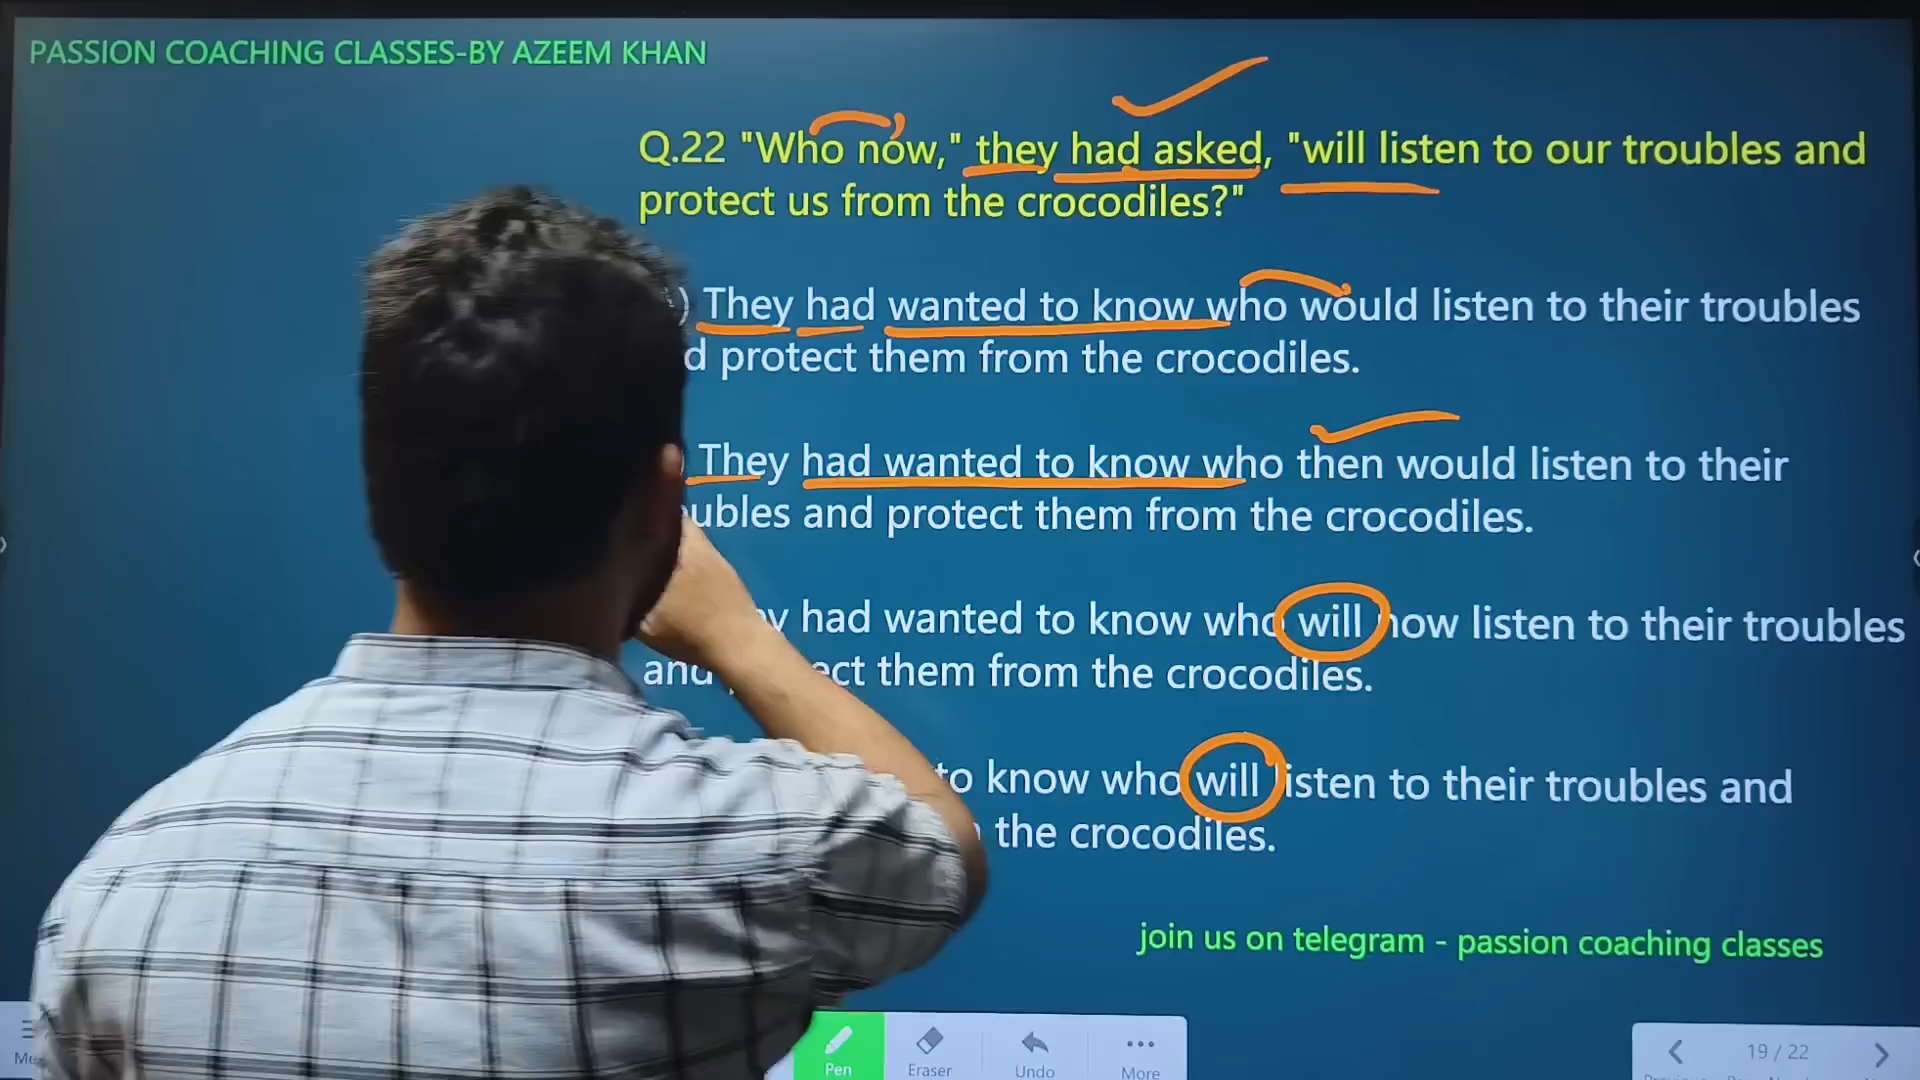 PASSION COACHING CLASSES-BY AZEEM KHAN
Q.22 "Who now," they had asked, "will listen to our troubles and
protect us from the crocodiles?"
) They had wanted to know who would listen to their troubles
d protect them from the crocodiles.
) They had wanted to know who then would listen to their
ubles and protect them from the crocodiles.
y had wanted to know who will now listen to their troubles
and ect them from the crocodiles.
to know who will listen to their troubles and
the crocodiles.
join us on telegram - passion coaching classes
Pen
Eraser
Undo
More
19 / 22